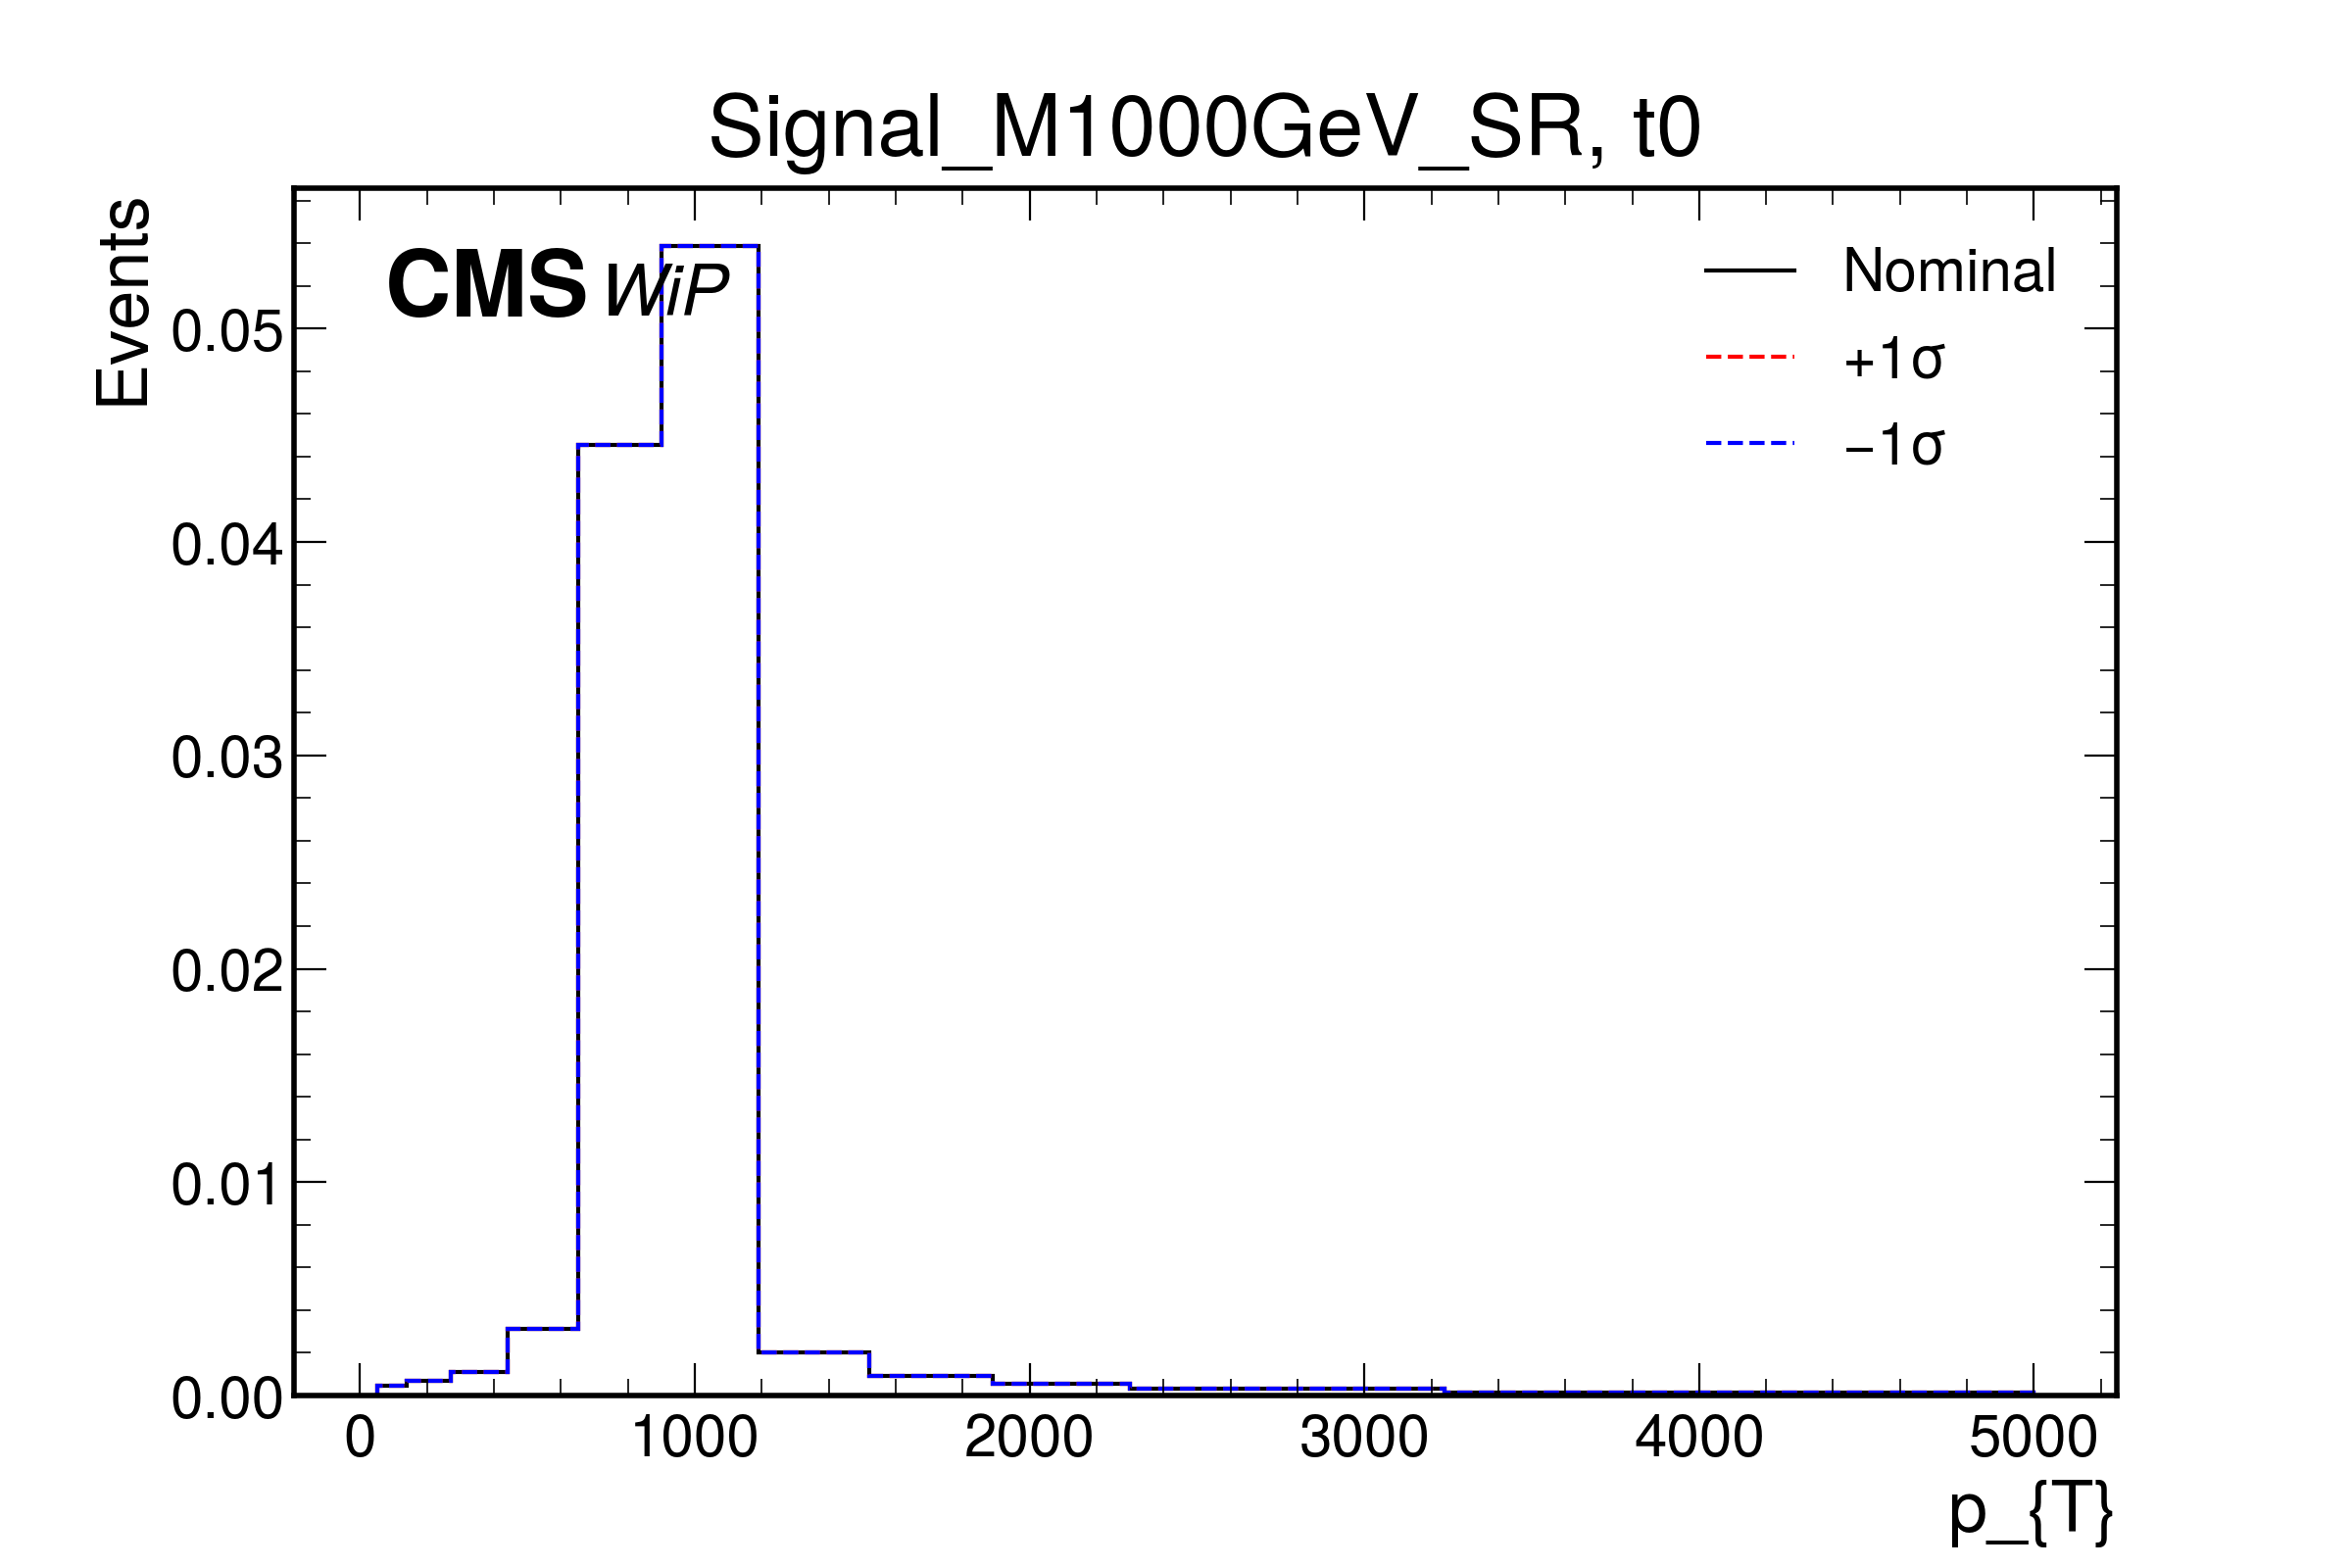 Signal_M1000GeV_SR, t0
Events
CMS WiP
Nominal
+1σ
−1σ
0.05
0.04
0.03
0.02
0.01
0.00
0 1000 2000 3000 4000 5000
p_{T}